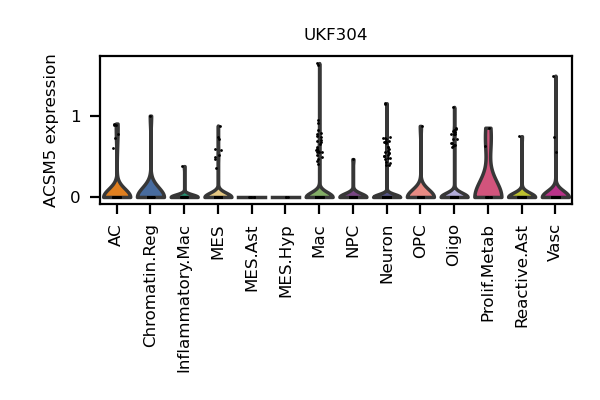 UKF304
ACSM5 expression
1
0
AC
Chromatin.Reg
Inflammatory.Mac
MES
MES.Ast
MES.Hyp
Mac
NPC
Neuron
OPC
Oligo
Prolif.Metab
Reactive.Ast
Vasc